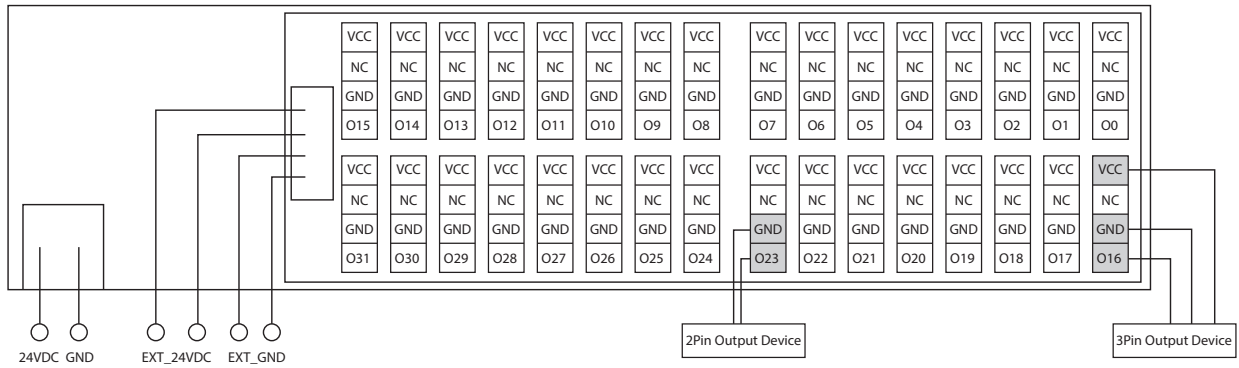 VCC VCC VCC VCC VCC VCC VCC VCC VCC VCC VCC VCC VCC VCC VCC VCC
NC NC NC NC NC NC NC NC NC NC NC NC NC NC NC NC
GND GND GND GND GND GND GND GND GND GND GND GND GND GND GND GND
O15 O14 O13 O12 O11 O10 O9 O8 O7 O6 O5 O4 O3 O2 O1 O0
VCC VCC VCC VCC VCC VCC VCC VCC VCC VCC VCC VCC VCC VCC VCC VCC
NC NC NC NC NC NC NC NC NC NC NC NC NC NC NC NC
GND GND GND GND GND GND GND GND GND GND GND GND GND GND GND GND
O31 O30 O29 O28 O27 O26 O25 O24 O23 O22 O21 O20 O19 O18 O17 O16
2Pin Output Device 3Pin Output Device
24VDC GND EXT_24VDC EXT_GND